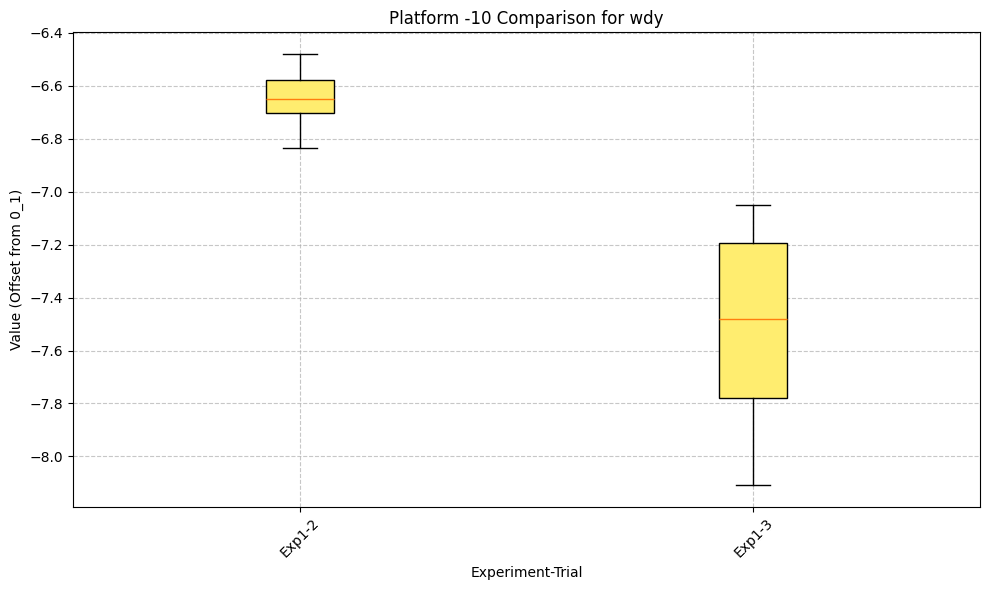 Platform -10 Comparison for wdy
Value (Offset from 0_1)
−6.4
−6.6
−6.8
−7.0
−7.2
−7.4
−7.6
−7.8
−8.0
Exp1-2
Exp1-3
Experiment-Trial